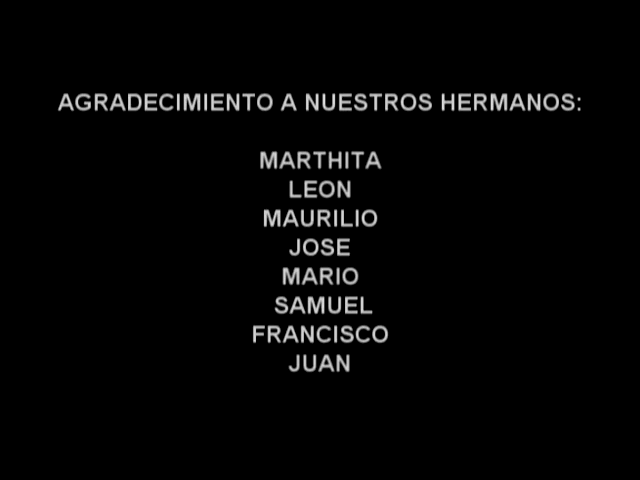 AGRADECIMIENTO A NUESTROS HERMANOS:
MARTHITA
LEON
MAURILIO
JOSE
MARIO
SAMUEL
FRANCISCO
JUAN